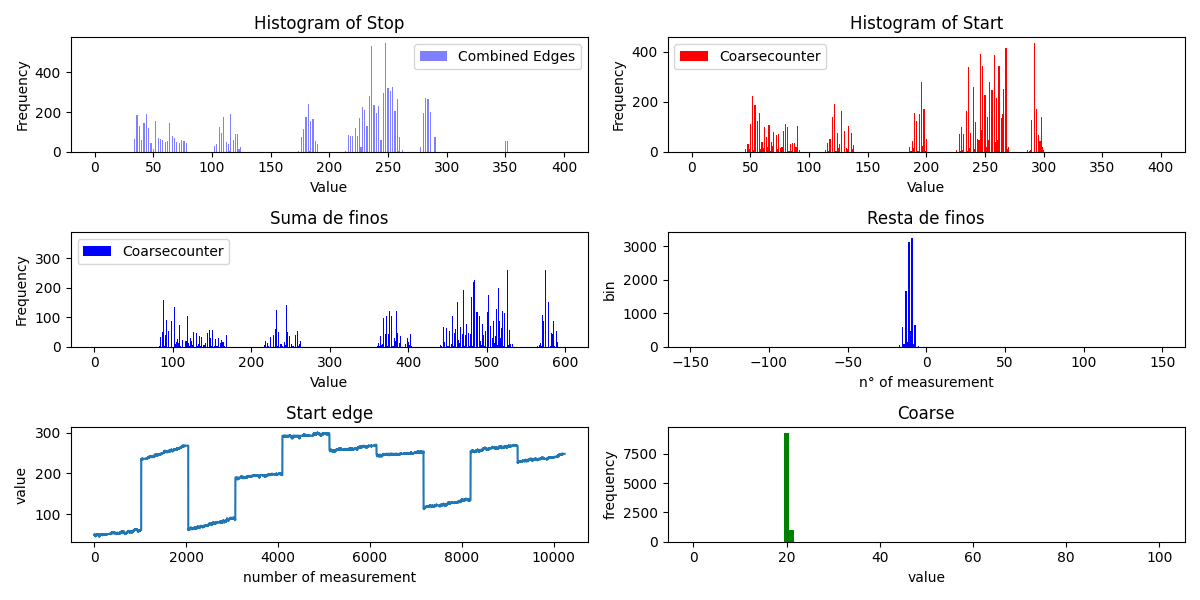 Histogram of Stop
Frequency
400
200
0
Combined Edges
0 50 100 150 200 250 300 350 400
Value
Histogram of Start
Frequency
400
200
0
Coarsecounter
0 50 100 150 200 250 300 350 400
Value
Suma de finos
Frequency
300
200
100
0
Coarsecounter
0 100 200 300 400 500 600
Value
Resta de finos
bin
3000
2000
1000
0
−150 −100 −50 0 50 100 150
n° of measurement
Start edge
value
300
200
100
0 2000 4000 6000 8000 10000
number of measurement
Coarse
frequency
7500
5000
2500
0
0 20 40 60 80 100
value